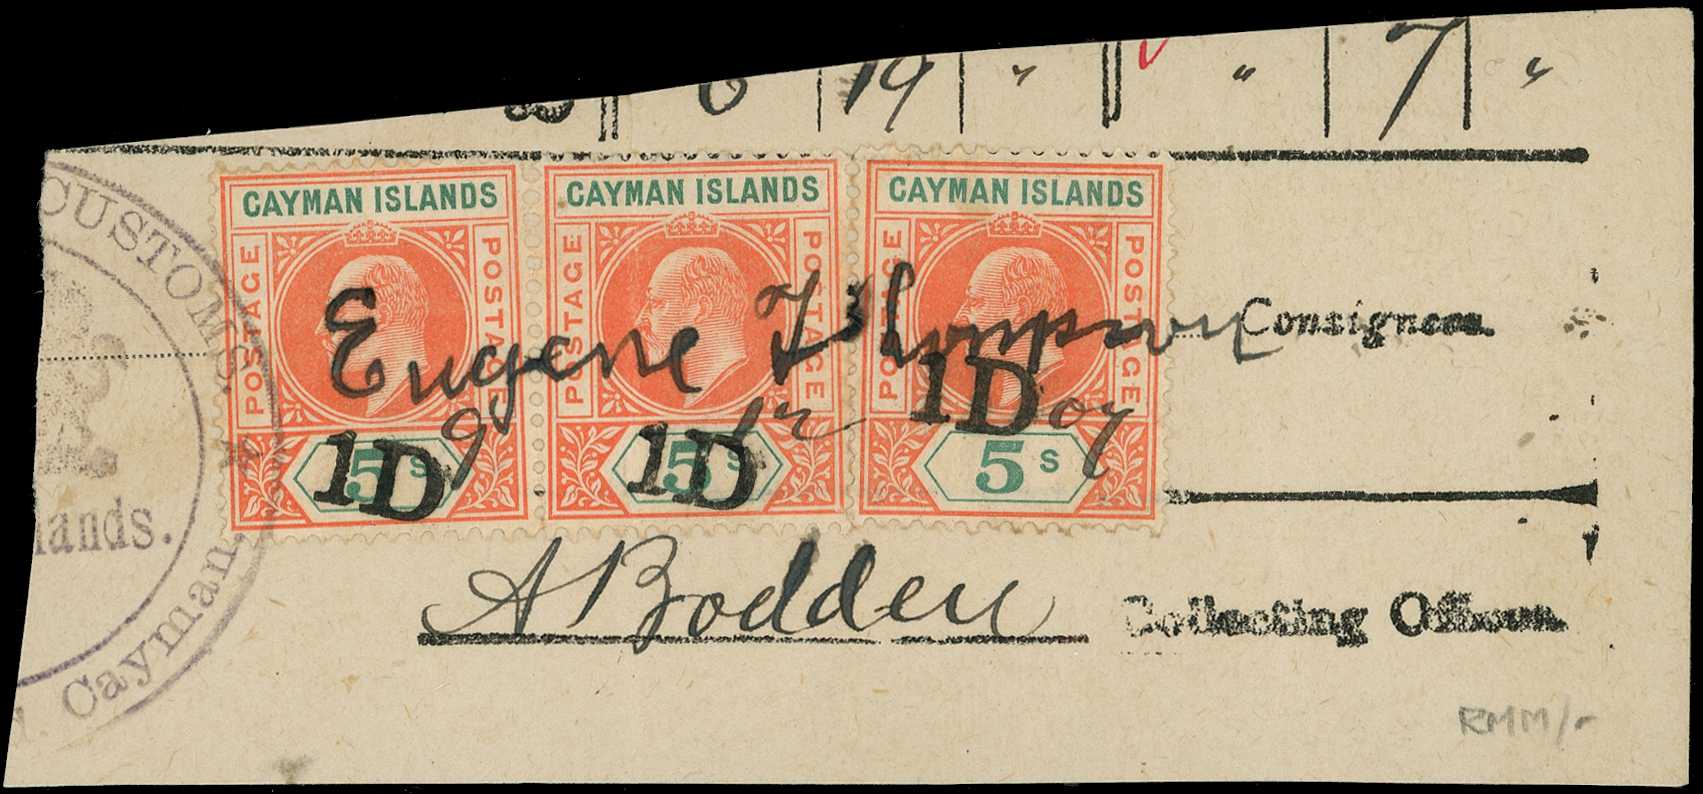 6 19 " " 7 "
CUSTOMS.
CAYMAN ISLANDS CAYMAN ISLANDS CAYMAN ISLANDS
POSTAGE POSTAGE POSTAGE POSTAGE POSTAGE POSTAGE
Eugene Thompson Consignee
1D 1D 1D
5s 5s 5s
lands.
Cayman.
A Bodden Collecting Officer
RMM/-